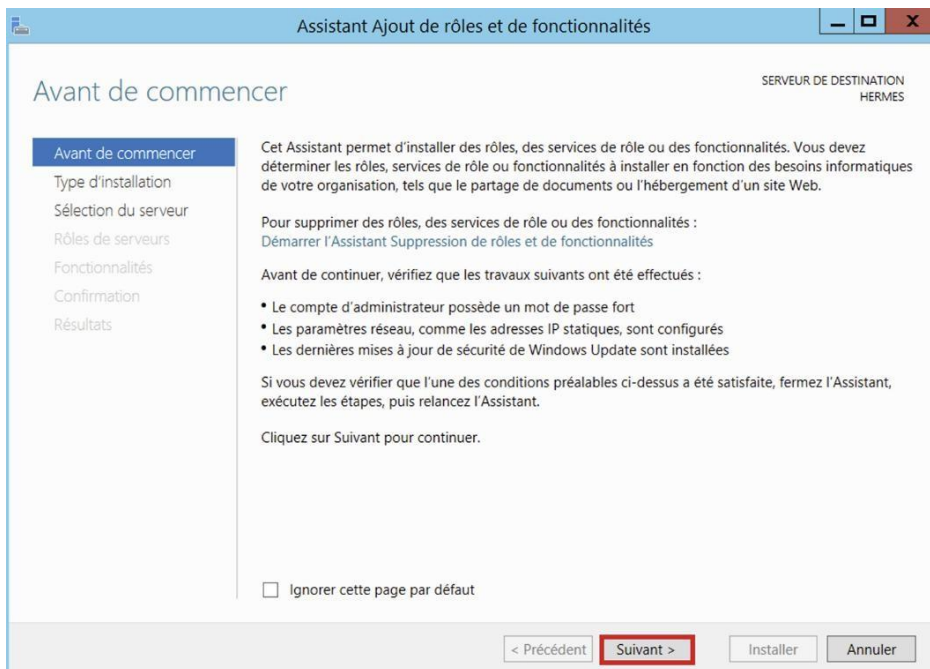 Assistant Ajout de rôles et de fonctionnalités
Avant de commencer
SERVEUR DE DESTINATION
HERMES
Avant de commencer
Type d'installation
Sélection du serveur
Rôles de serveurs
Fonctionnalités
Confirmation
Résultats
Cet Assistant permet d'installer des rôles, des services de rôle ou des fonctionnalités. Vous devez
déterminer les rôles, services de rôle ou fonctionnalités à installer en fonction des besoins informatiques
de votre organisation, tels que le partage de documents ou l'hébergement d'un site Web.
Pour supprimer des rôles, des services de rôle ou des fonctionnalités :
Démarrer l'Assistant Suppression de rôles et de fonctionnalités
Avant de continuer, vérifiez que les travaux suivants ont été effectués :
• Le compte d'administrateur possède un mot de passe fort
• Les paramètres réseau, comme les adresses IP statiques, sont configurés
• Les dernières mises à jour de sécurité de Windows Update sont installées
Si vous devez vérifier que l'une des conditions préalables ci-dessus a été satisfaite, fermez l'Assistant,
exécutez les étapes, puis relancez l'Assistant.
Cliquez sur Suivant pour continuer.
Ignorer cette page par défaut
< Précédent
Suivant >
Installer
Annuler